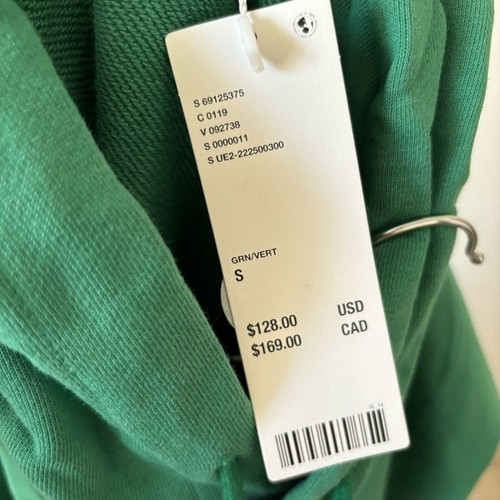 S 69125375
C 0119
V 092738
S 0000011
S UE2-222500300
GRN/VERT
S
$128.00 USD
$169.00 CAD